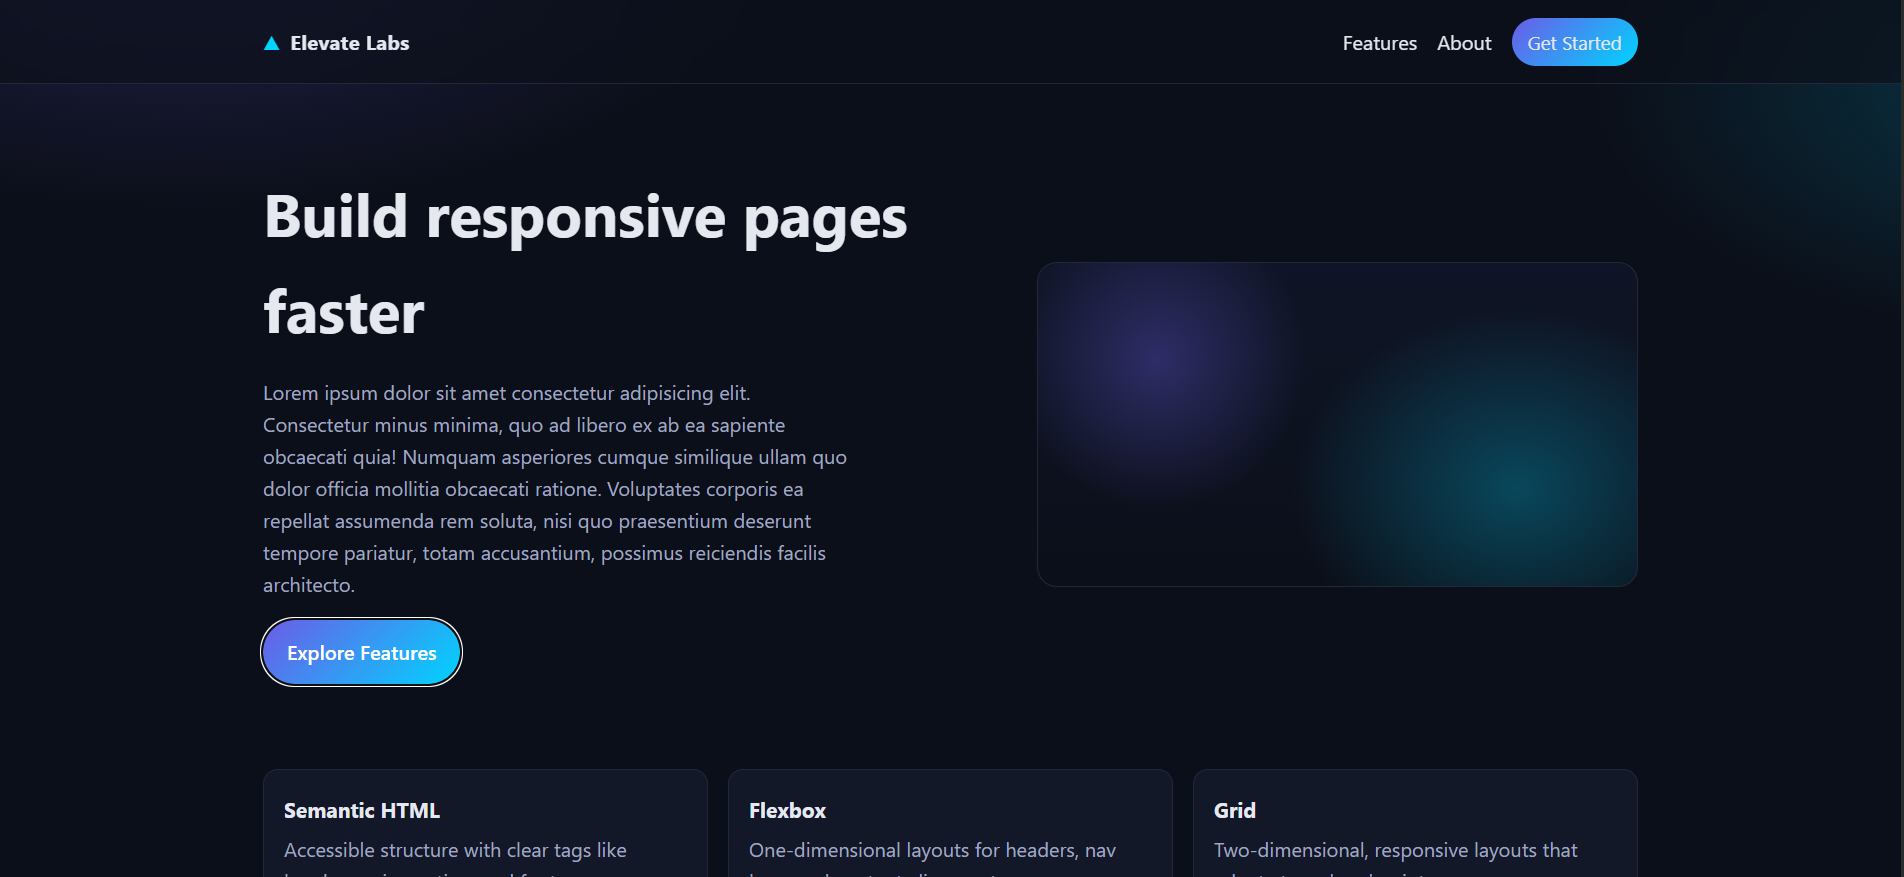 Elevate Labs
Features About Get Started
Build responsive pages
faster
Lorem ipsum dolor sit amet consectetur adipisicing elit.
Consectetur minus minima, quo ad libero ex ab ea sapiente
obcaecati quia! Numquam asperiores cumque similique ullam quo
dolor officia mollitia obcaecati ratione. Voluptates corporis ea
repellat assumenda rem soluta, nisi quo praesentium deserunt
tempore pariatur, totam accusantium, possimus reiciendis facilis
architecto.
Explore Features
Semantic HTML
Accessible structure with clear tags like
Flexbox
One-dimensional layouts for headers, nav
Grid
Two-dimensional, responsive layouts that